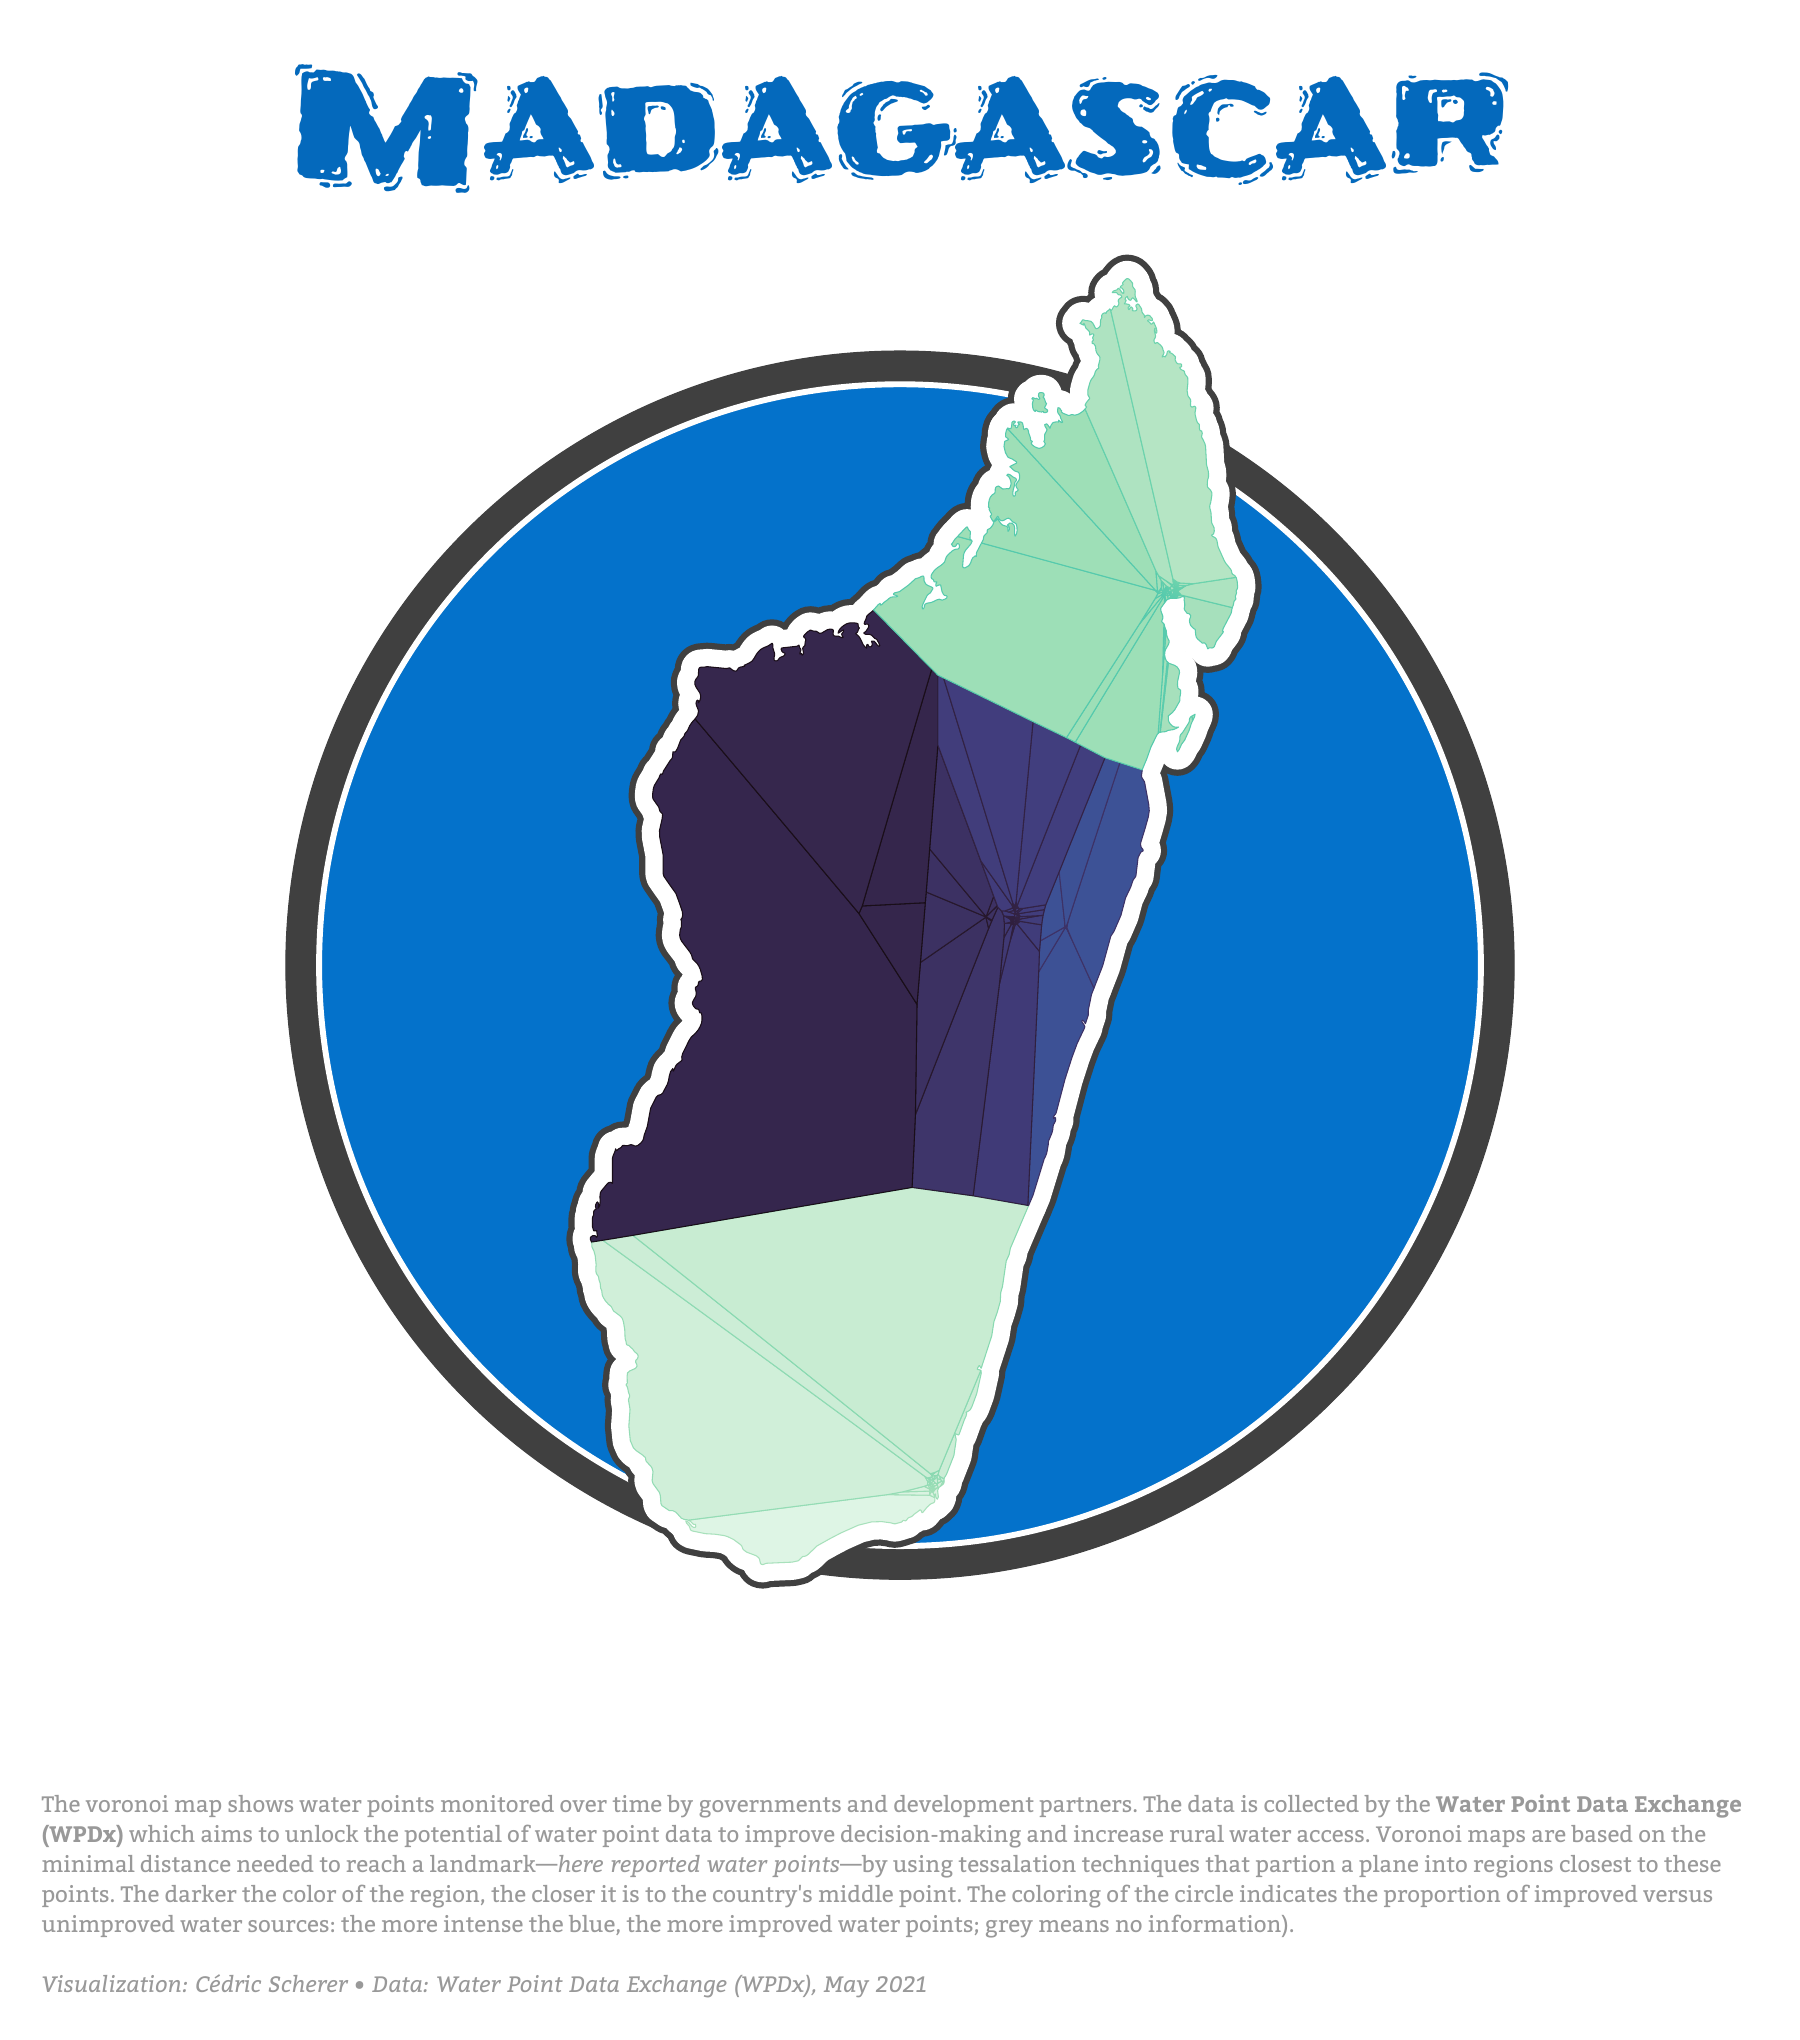 MADAGASCAR
The voronoi map shows water points monitored over time by governments and development partners. The data is collected by the Water Point Data Exchange
(WPDx) which aims to unlock the potential of water point data to improve decision-making and increase rural water access. Voronoi maps are based on the
minimal distance needed to reach a landmark—here reported water points—by using tessalation techniques that partion a plane into regions closest to these
points. The darker the color of the region, the closer it is to the country's middle point. The coloring of the circle indicates the proportion of improved versus
unimproved water sources: the more intense the blue, the more improved water points; grey means no information).
Visualization: Cédric Scherer • Data: Water Point Data Exchange (WPDx), May 2021